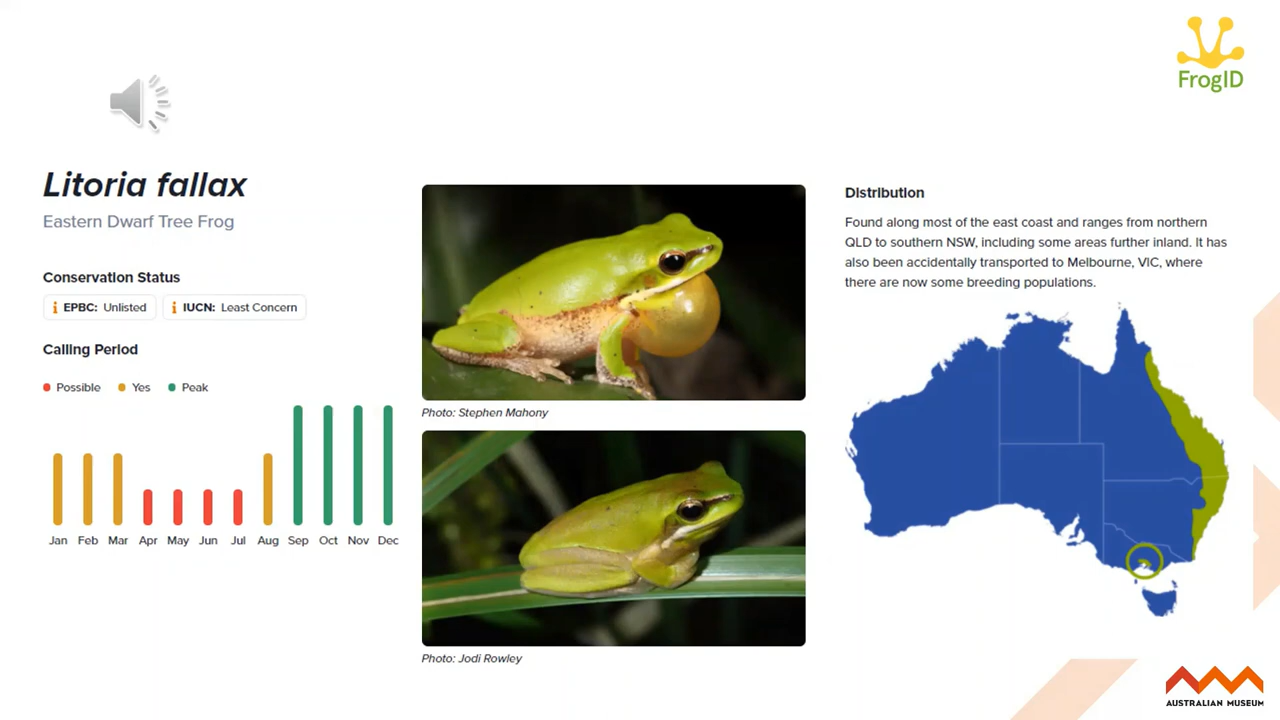 FrogID
Litoria fallax
Eastern Dwarf Tree Frog
Conservation Status
EPBC: Unlisted
IUCN: Least Concern
Calling Period
Possible
Yes
Peak
Jan Feb Mar Apr May Jun Jul Aug Sep Oct Nov Dec
Photo: Stephen Mahony
Photo: Jodi Rowley
Distribution
Found along most of the east coast and ranges from northern
QLD to southern NSW, including some areas further inland. It has
also been accidentally transported to Melbourne, VIC, where
there are now some breeding populations.
AUSTRALIAN MUSEUM